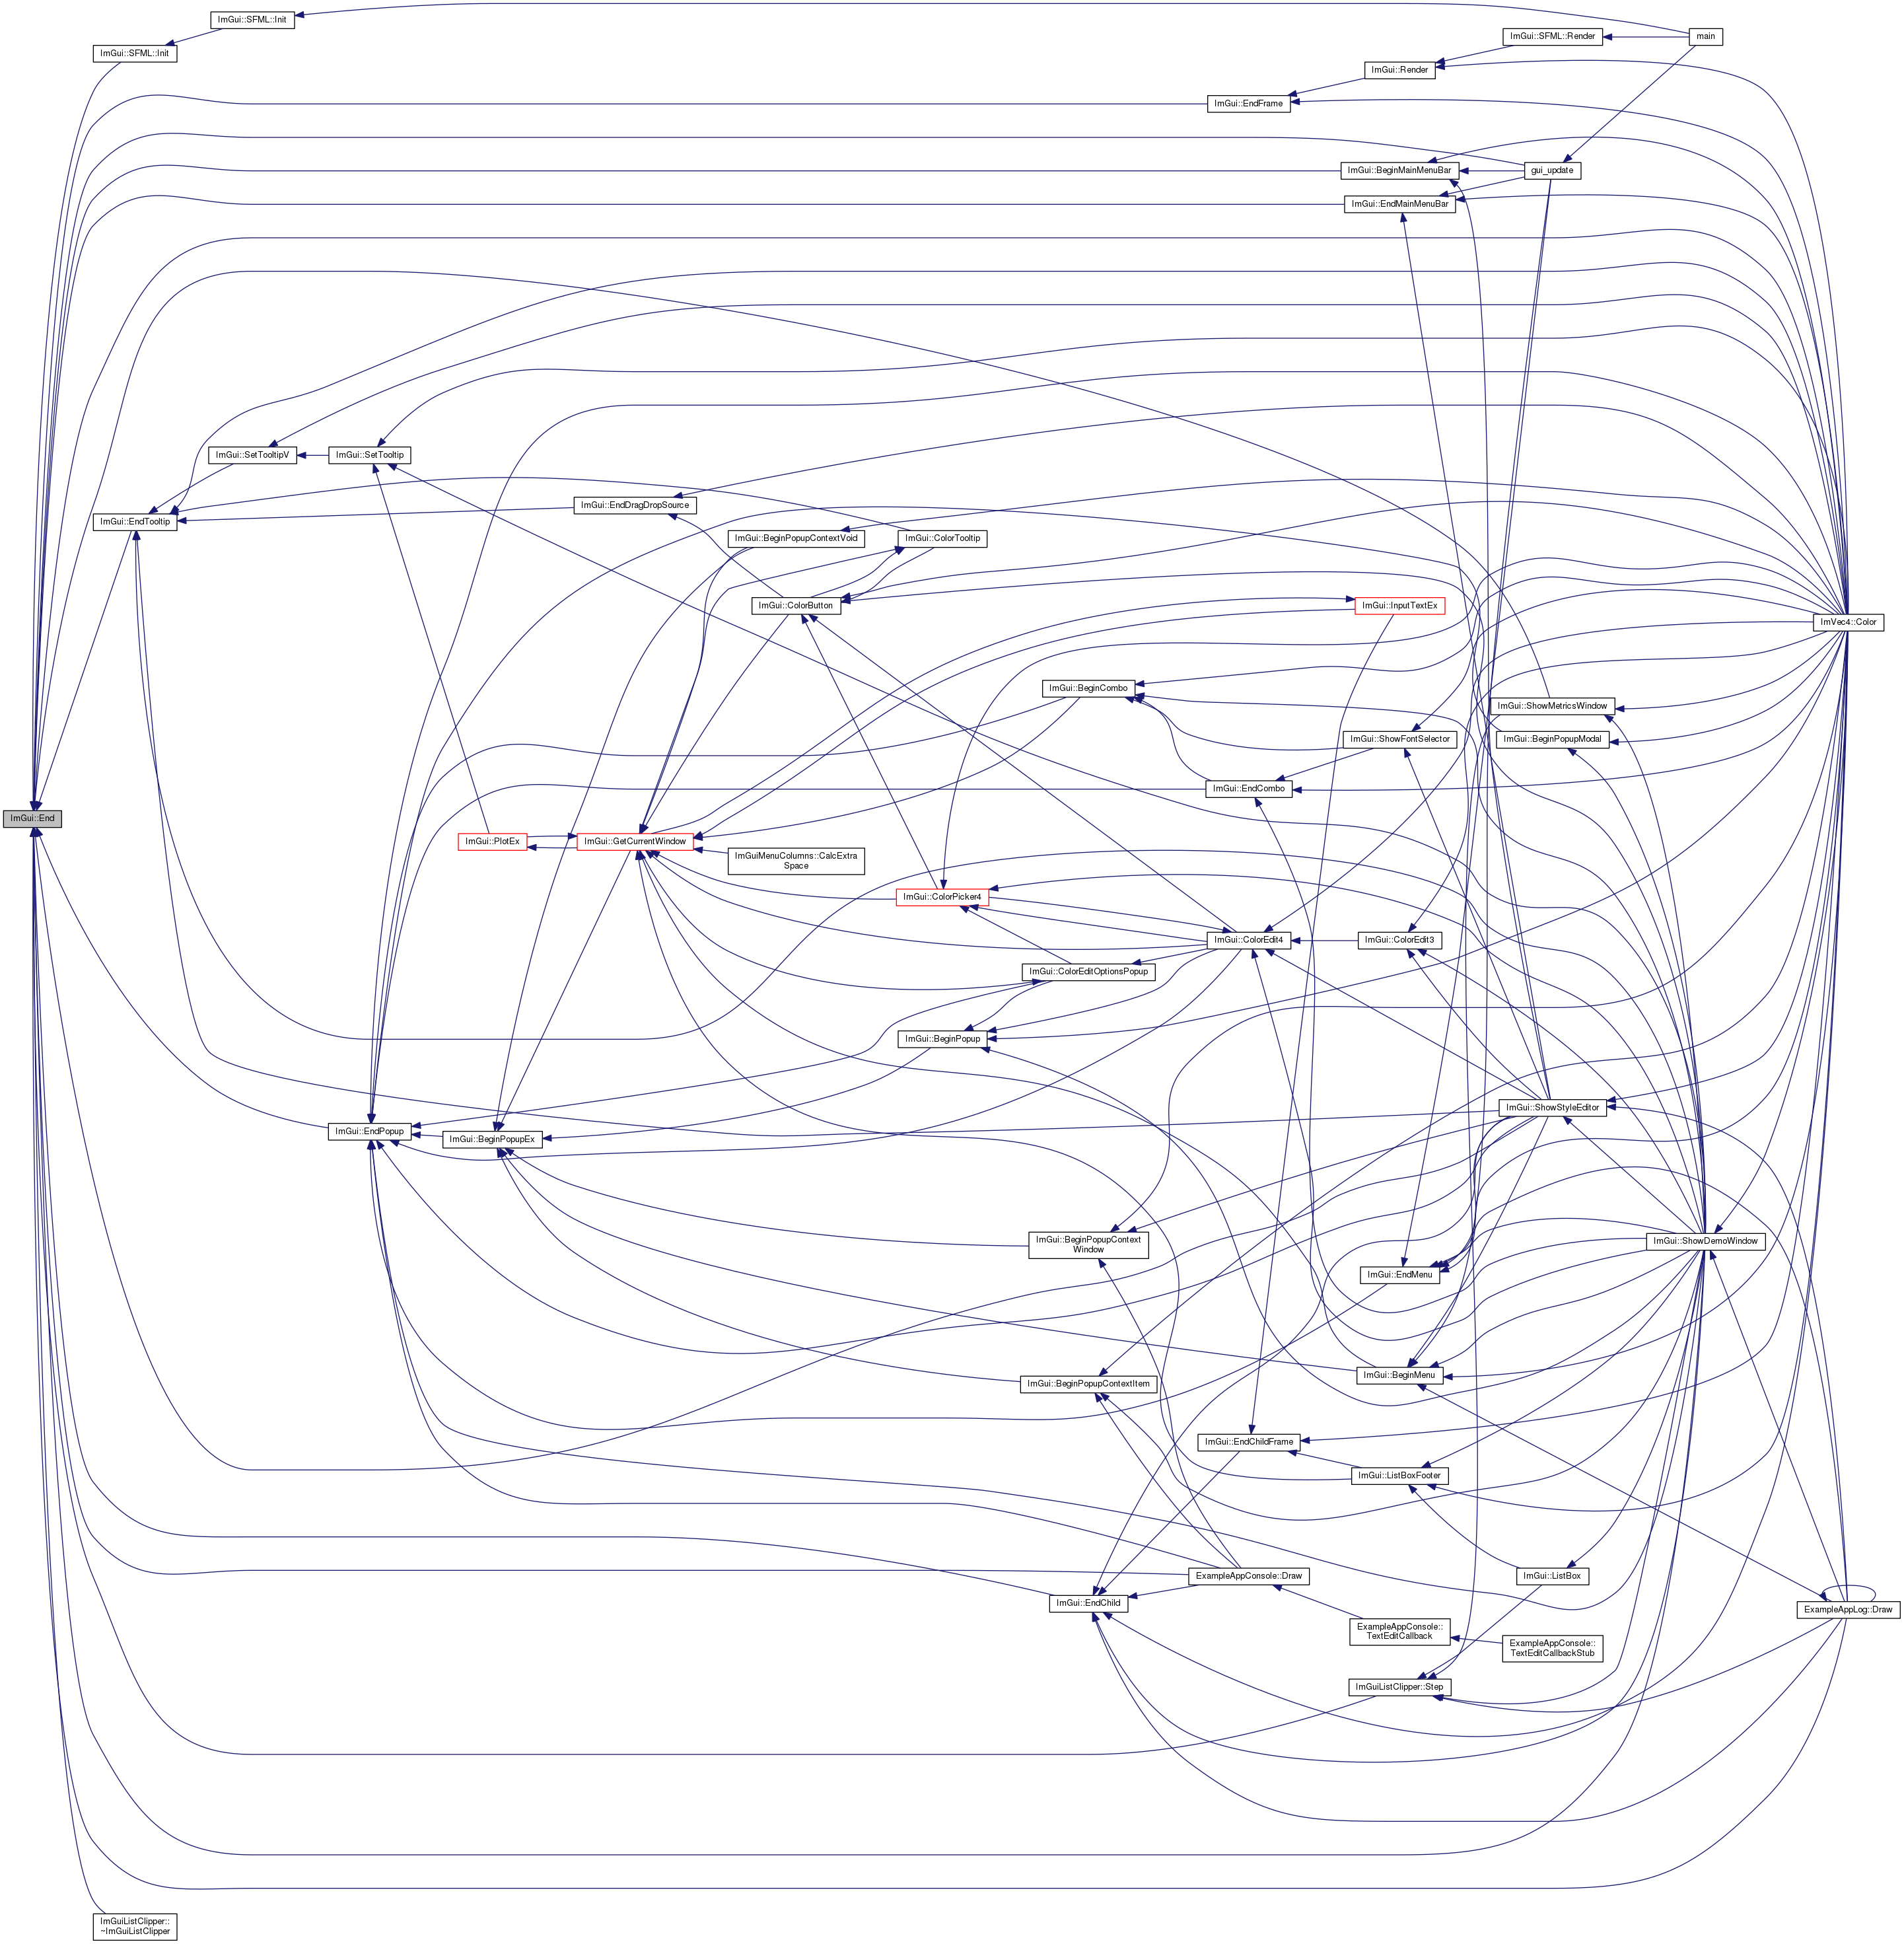 ImGui::SFML::Init
ImGui::SFML::Render
main
ImGui::SFML::Init
ImGui::Render
ImGui::EndFrame
ImGui::BeginMainMenuBar
gui_update
ImGui::EndMainMenuBar
ImGui::SetTooltipV
ImGui::SetTooltip
ImGui::EndDragDropSource
ImGui::EndTooltip
ImGui::BeginPopupContextVoid
ImGui::ColorTooltip
ImGui::ColorButton
ImGui::InputTextEx
ImVec4::Color
ImGui::BeginCombo
ImGui::ShowMetricsWindow
ImGui::ShowFontSelector
ImGui::BeginPopupModal
ImGui::EndCombo
ImGui::End
ImGui::PlotEx
ImGui::GetCurrentWindow
ImGuiMenuColumns::CalcExtra
Space
ImGui::ColorPicker4
ImGui::ColorEdit4
ImGui::ColorEdit3
ImGui::ColorEditOptionsPopup
ImGui::BeginPopup
ImGui::ShowStyleEditor
ImGui::EndPopup
ImGui::BeginPopupEx
ImGui::BeginPopupContext
Window
ImGui::ShowDemoWindow
ImGui::EndMenu
ImGui::BeginMenu
ImGui::BeginPopupContextItem
ImGui::EndChildFrame
ImGui::ListBoxFooter
ExampleAppConsole::Draw
ImGui::ListBox
ImGui::EndChild
ExampleAppLog::Draw
ExampleAppConsole::
TextEditCallback
ExampleAppConsole::
TextEditCallbackStub
ImGuiListClipper::Step
ImGuiListClipper::
~ImGuiListClipper